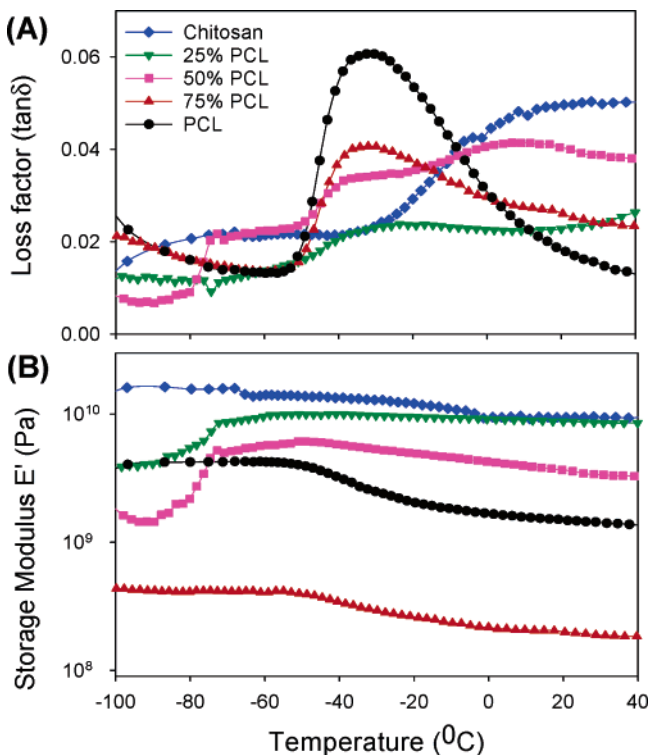 (A)
Loss factor (tanδ)
0.06
0.04
0.02
0.00
Chitosan
25% PCL
50% PCL
75% PCL
PCL
(B)
Storage Modulus E' (Pa)
10¹⁰
10⁹
10⁸
-100 -80 -60 -40 -20 0 20 40
Temperature (⁰C)